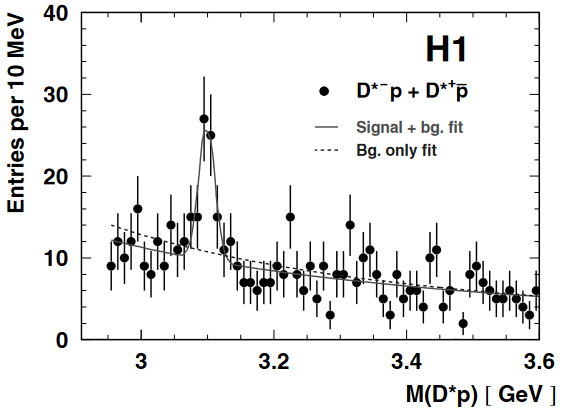 40
30
20
10
0
Entries per 10 MeV
H1
D*⁻p + D*⁺p̅
Signal + bg. fit
Bg. only fit
3
3.2
3.4
3.6
M(D*p) [ GeV ]